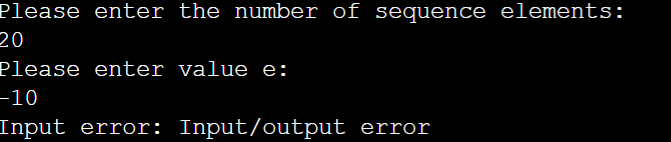 Please enter the number of sequence elements:
20
Please enter value e:
-10
Input error: Input/output error